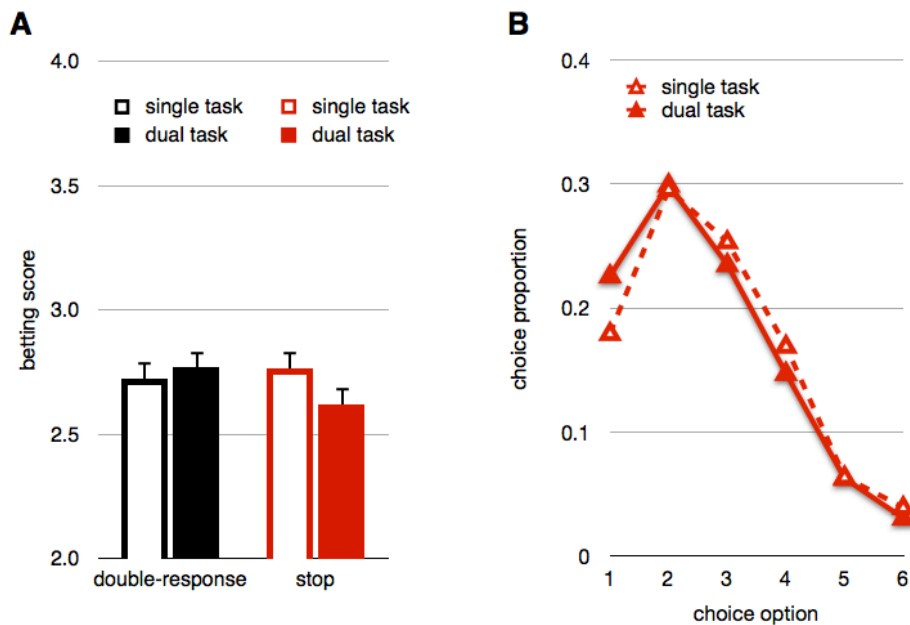 A
4.0
single task
single task
dual task
dual task
3.5
3.0
2.5
2.0
betting score
double-response
stop
B
0.4
single task
dual task
0.3
0.2
0.1
0
choice proportion
1 2 3 4 5 6
choice option